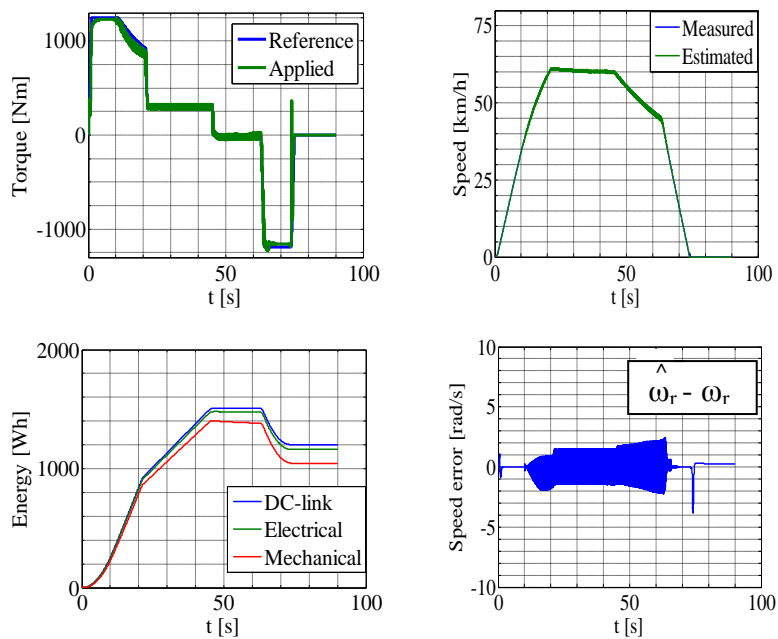 1000
0
-1000
Torque [Nm]
Reference
Applied
0
50
100
t [s]
80
75
50
25
0
Speed [km/h]
Measured
Estimated
0
50
100
t [s]
2000
1000
0
Energy [Wh]
DC-link
Electrical
Mechanical
0
50
100
t [s]
10
5
0
-5
-10
Speed error [rad/s]
ω̂r - ωr
0
50
100
t [s]